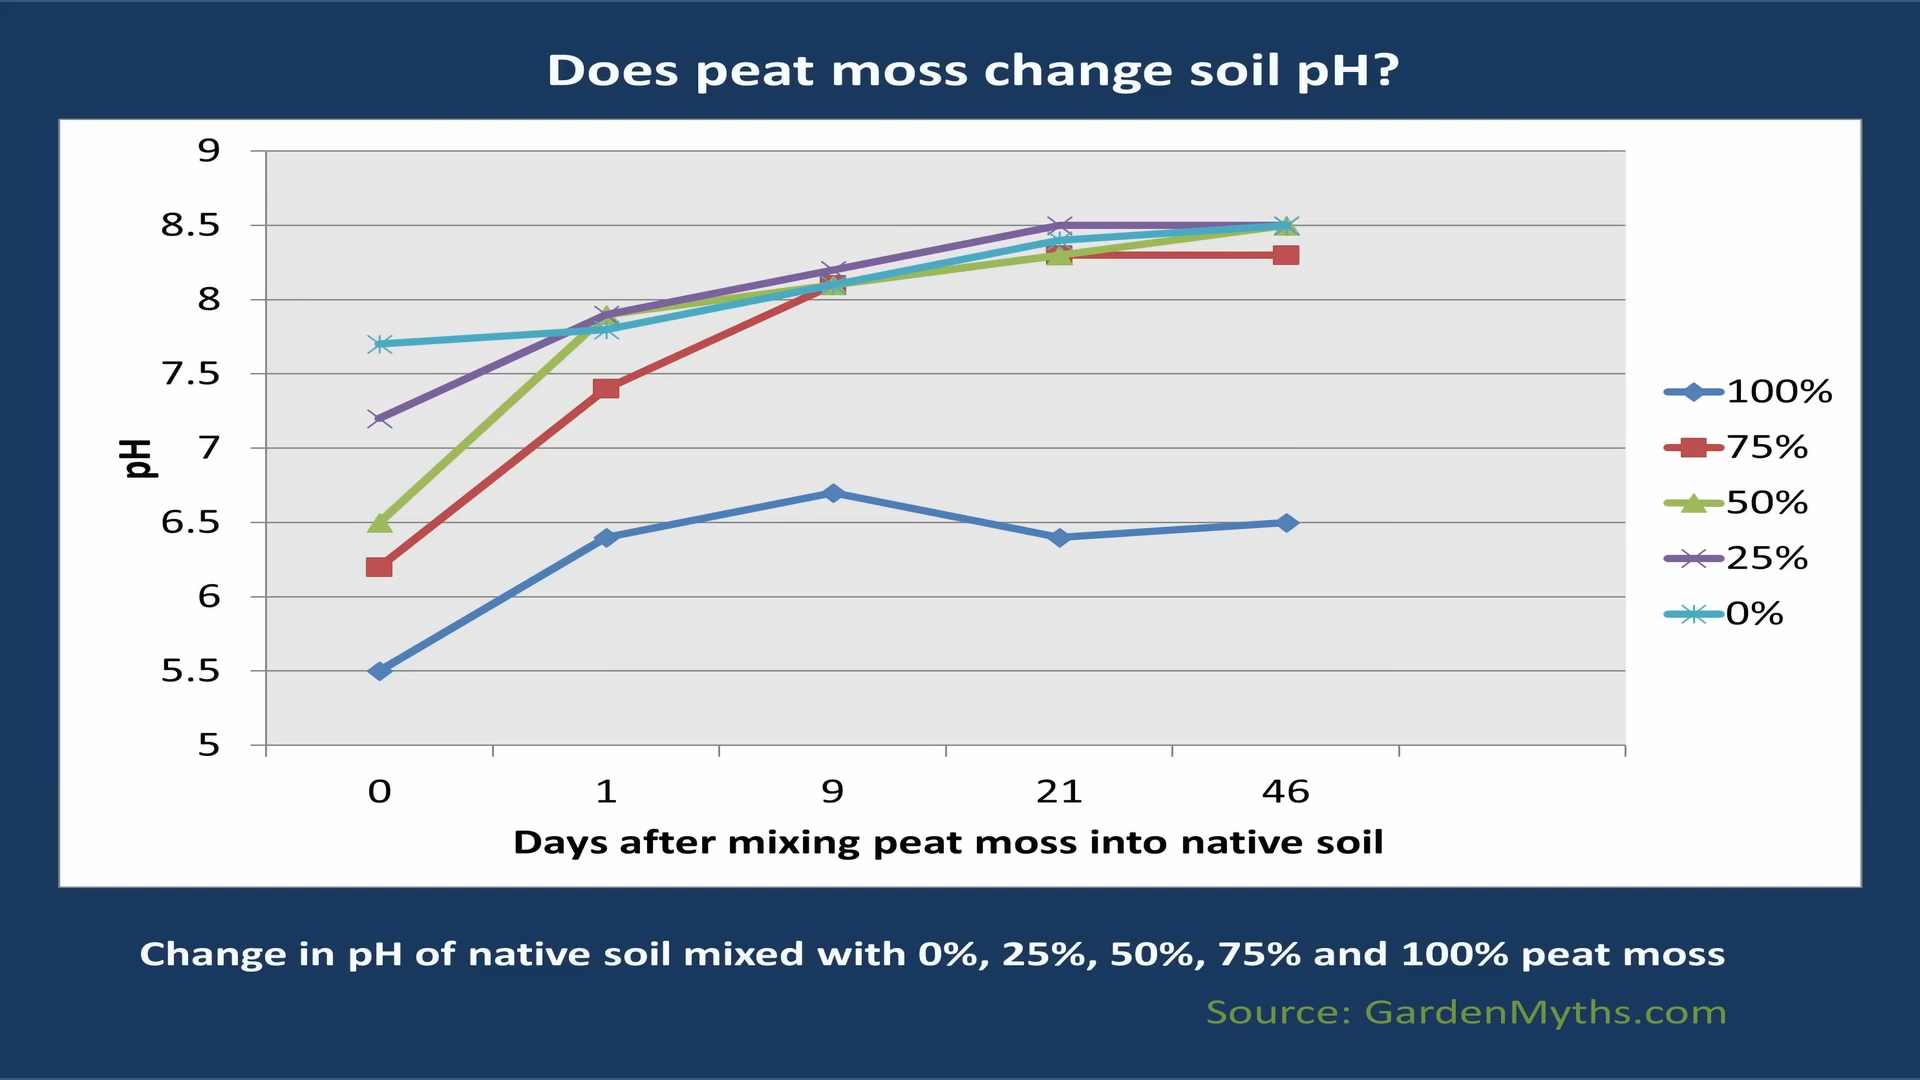 Does peat moss change soil pH?
9
8.5
8
7.5
7
6.5
6
5.5
5
pH
0 1 9 21 46
Days after mixing peat moss into native soil
100%
75%
50%
25%
0%
Change in pH of native soil mixed with 0%, 25%, 50%, 75% and 100% peat moss
Source: GardenMyths.com